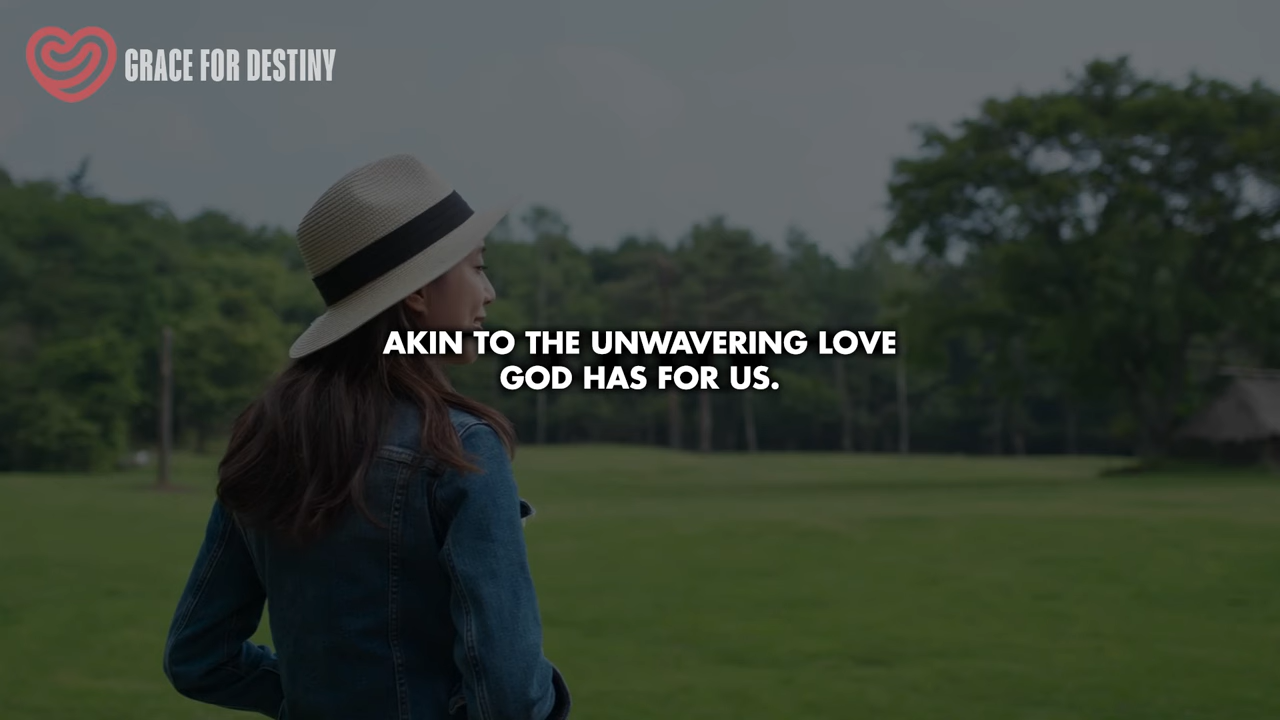 GRACE FOR DESTINY
AKIN TO THE UNWAVERING LOVE
GOD HAS FOR US.